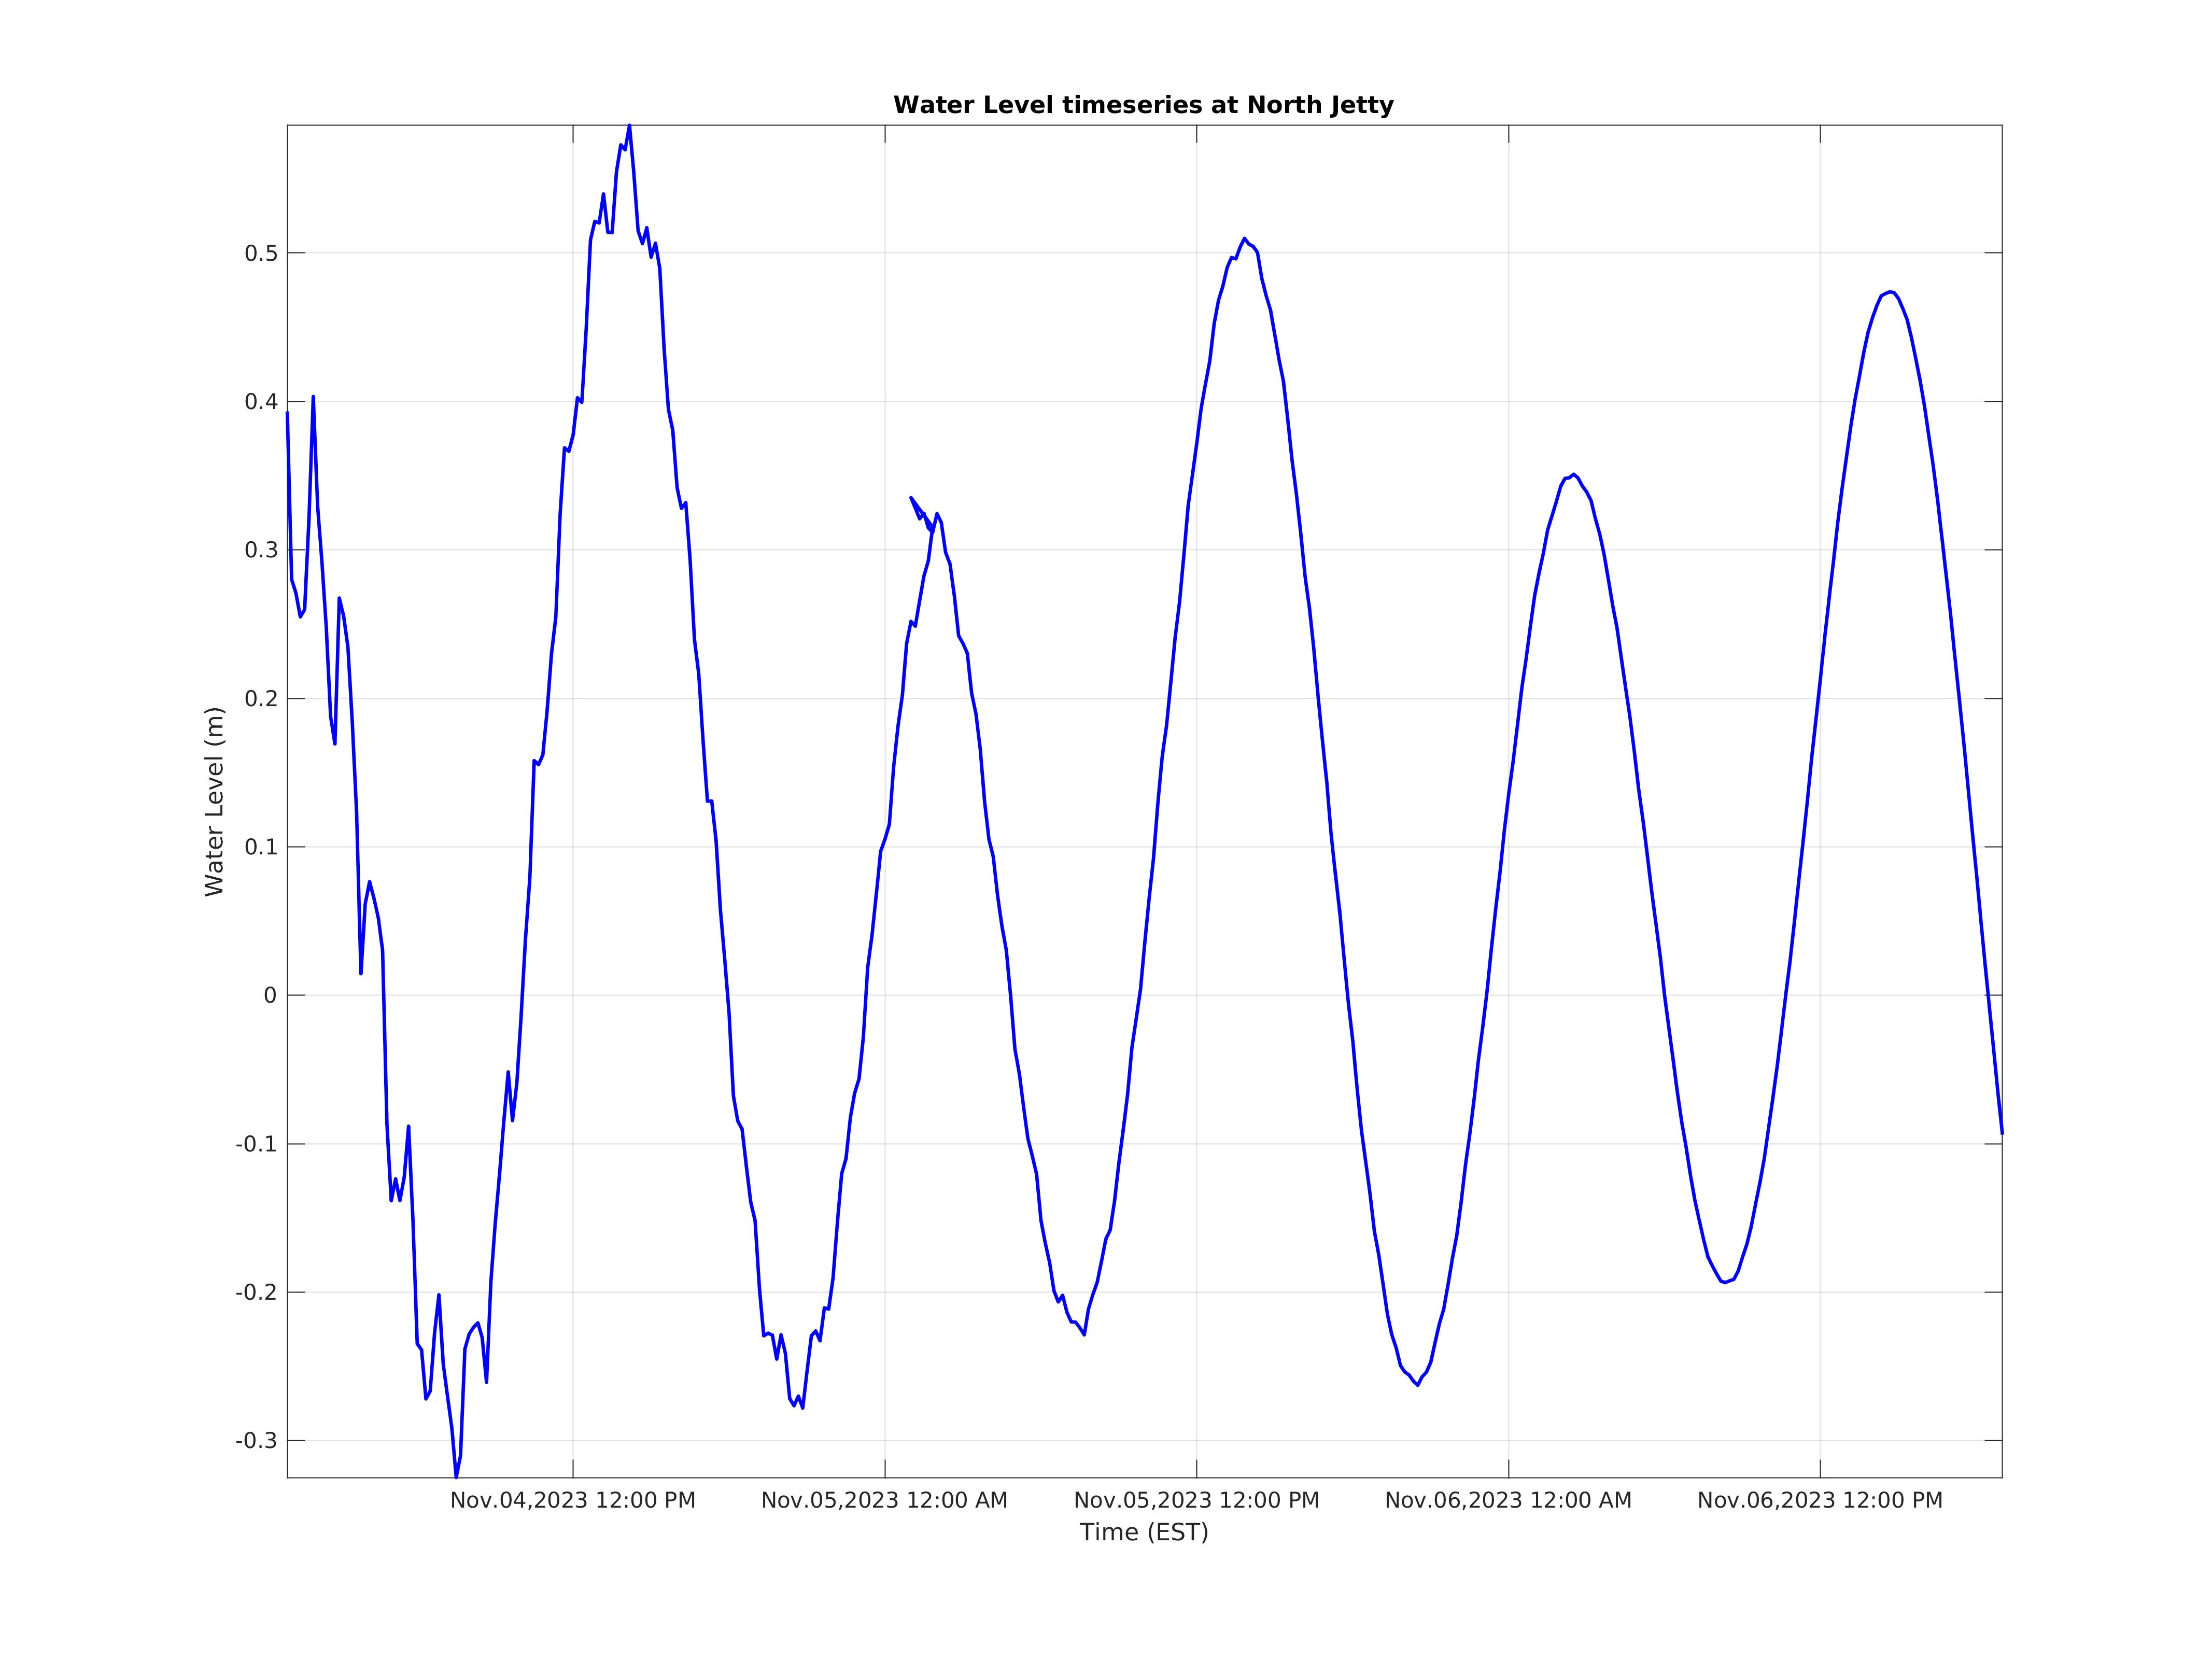 Water Level timeseries at North Jetty
0.5
0.4
0.3
0.2
0.1
0
-0.1
-0.2
-0.3
Water Level (m)
Nov.04,2023 12:00 PM
Nov.05,2023 12:00 AM
Nov.05,2023 12:00 PM
Nov.06,2023 12:00 AM
Nov.06,2023 12:00 PM
Time (EST)